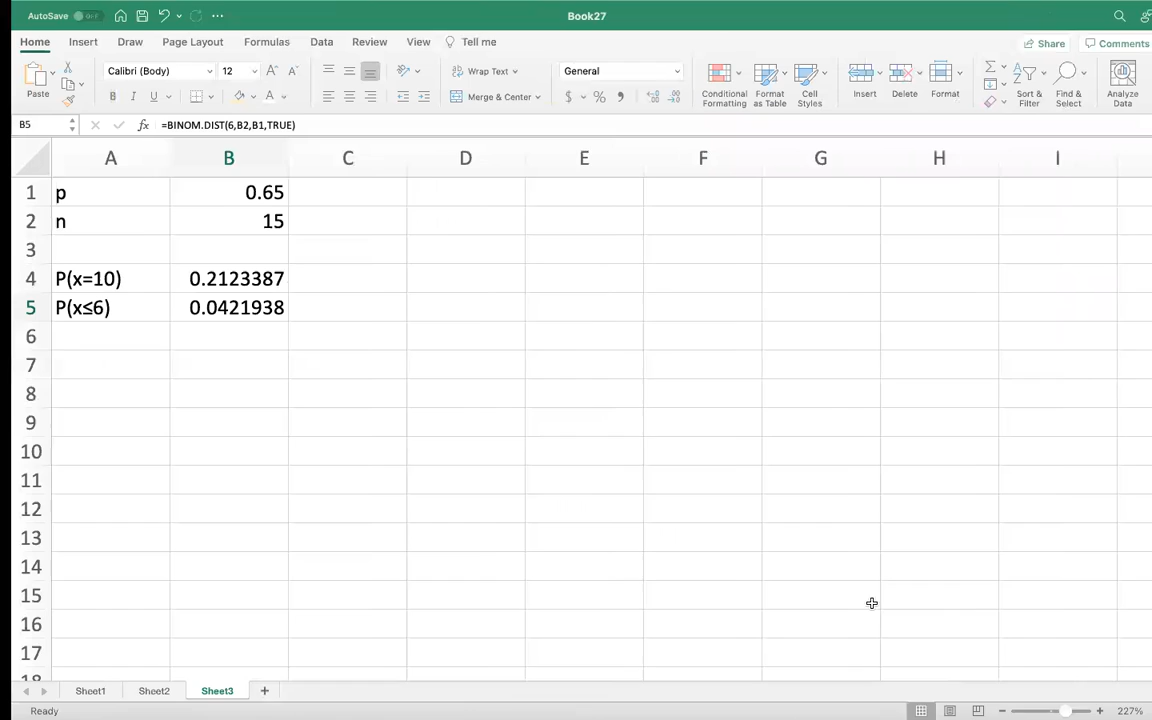 AutoSave OFF Book27
Home Insert Draw Page Layout Formulas Data Review View Tell me Share Comments
Paste Calibri (Body) 12 A^ A Wrap Text General Conditional Formatting Format as Table Cell Styles Insert Delete Format Sort & Filter Find & Select Analyze Data
B I U A Merge & Center $ % 9
B5 fx =BINOM.DIST(6,B2,B1,TRUE)
A B C D E F G H I
1 p 0.65
2 n 15
3
4 P(x=10) 0.2123387
5 P(x≤6) 0.0421938
6
7
8
9
10
11
12
13
14
15
16
17
18
Sheet1 Sheet2 Sheet3 +
Ready 227%